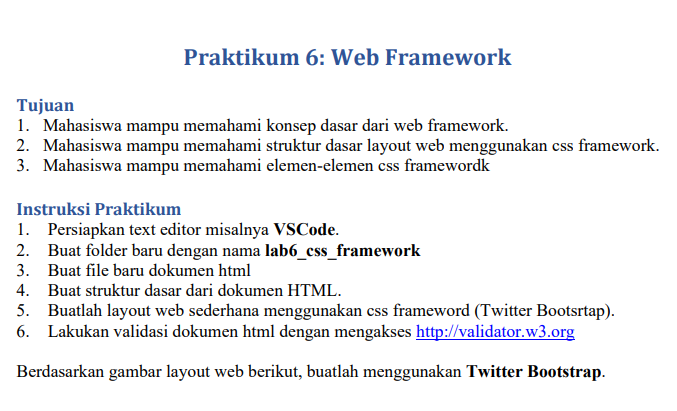 Praktikum 6: Web Framework
Tujuan
1. Mahasiswa mampu memahami konsep dasar dari web framework.
2. Mahasiswa mampu memahami struktur dasar layout web menggunakan css framework.
3. Mahasiswa mampu memahami elemen-elemen css framewordk
Instruksi Praktikum
1. Persiapkan text editor misalnya VSCode.
2. Buat folder baru dengan nama lab6_css_framework
3. Buat file baru dokumen html
4. Buat struktur dasar dari dokumen HTML.
5. Buatlah layout web sederhana menggunakan css frameword (Twitter Bootsrtap).
6. Lakukan validasi dokumen html dengan mengakses http://validator.w3.org
Berdasarkan gambar layout web berikut, buatlah menggunakan Twitter Bootstrap.